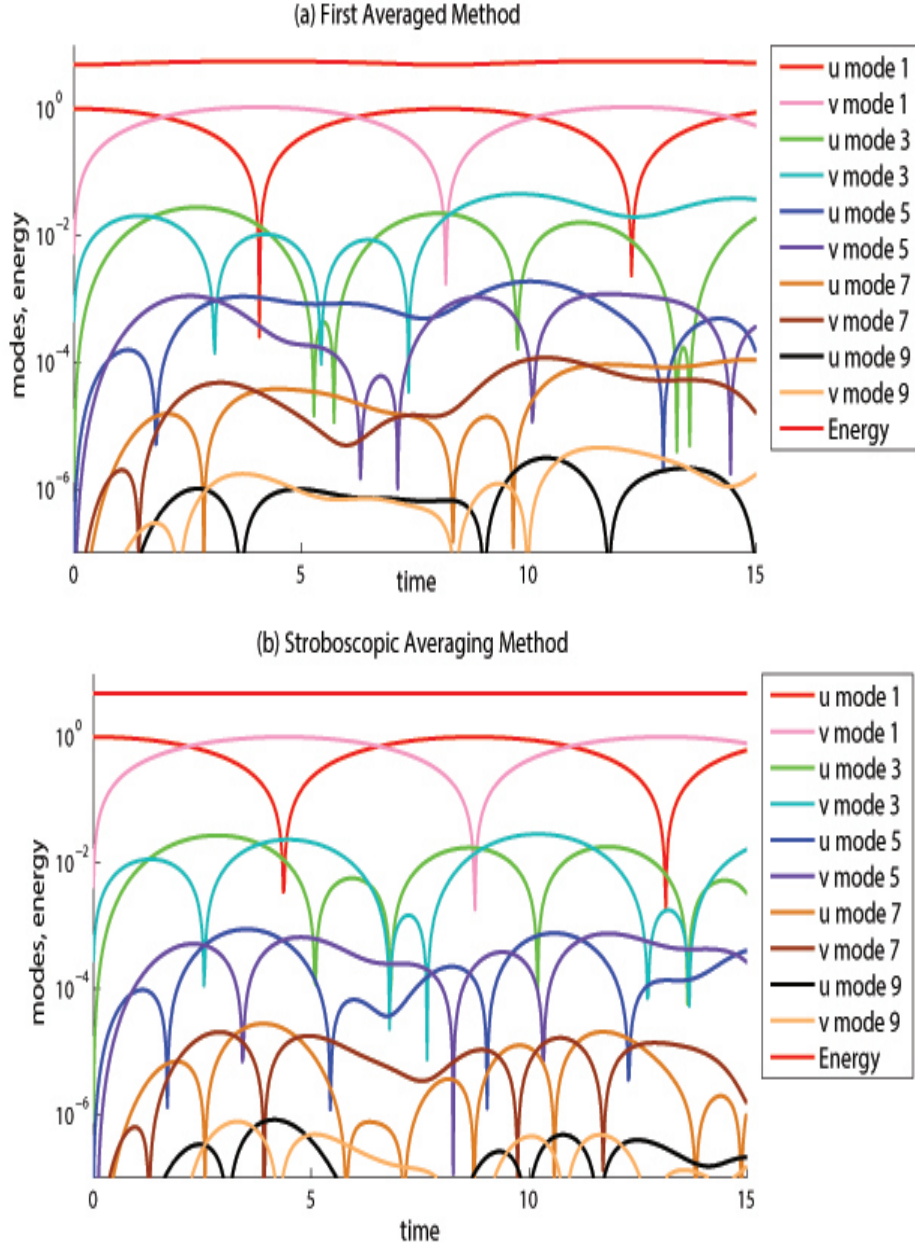 (a) First Averaged Method
modes, energy
10^0
10^-2
10^-4
10^-6
0
5
10
15
time
u mode 1
v mode 1
u mode 3
v mode 3
u mode 5
v mode 5
u mode 7
v mode 7
u mode 9
v mode 9
Energy
(b) Stroboscopic Averaging Method
modes, energy
10^0
10^-2
10^-4
10^-6
0
5
10
15
time
u mode 1
v mode 1
u mode 3
v mode 3
u mode 5
v mode 5
u mode 7
v mode 7
u mode 9
v mode 9
Energy